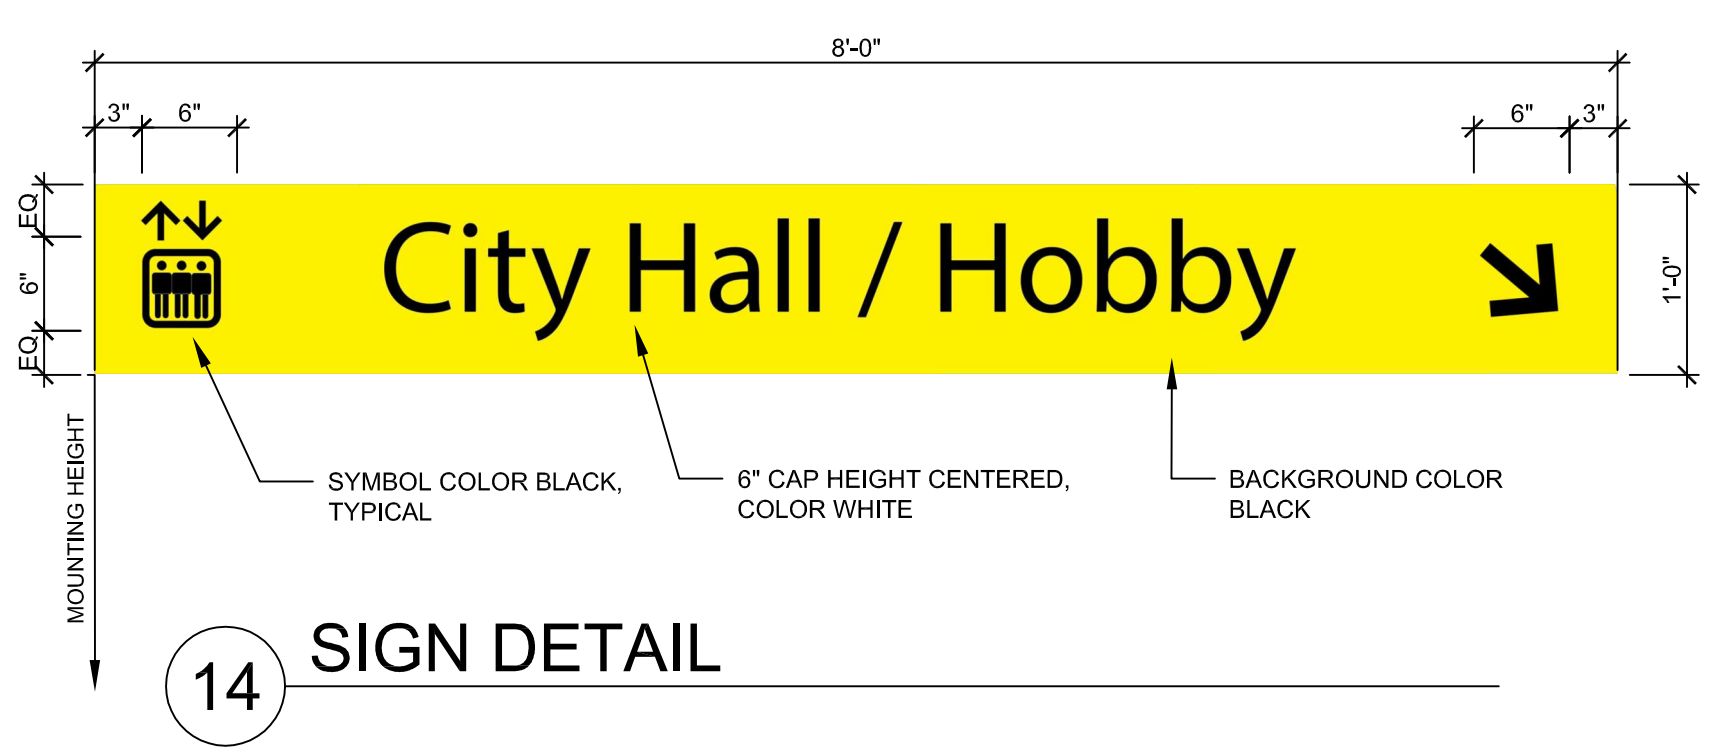 8'-0"
3" 6" 6" 3"
EQ
6"
EQ
City Hall / Hobby
1'-0"
MOUNTING HEIGHT
SYMBOL COLOR BLACK,
TYPICAL
6" CAP HEIGHT CENTERED,
COLOR WHITE
BACKGROUND COLOR
BLACK
14 SIGN DETAIL